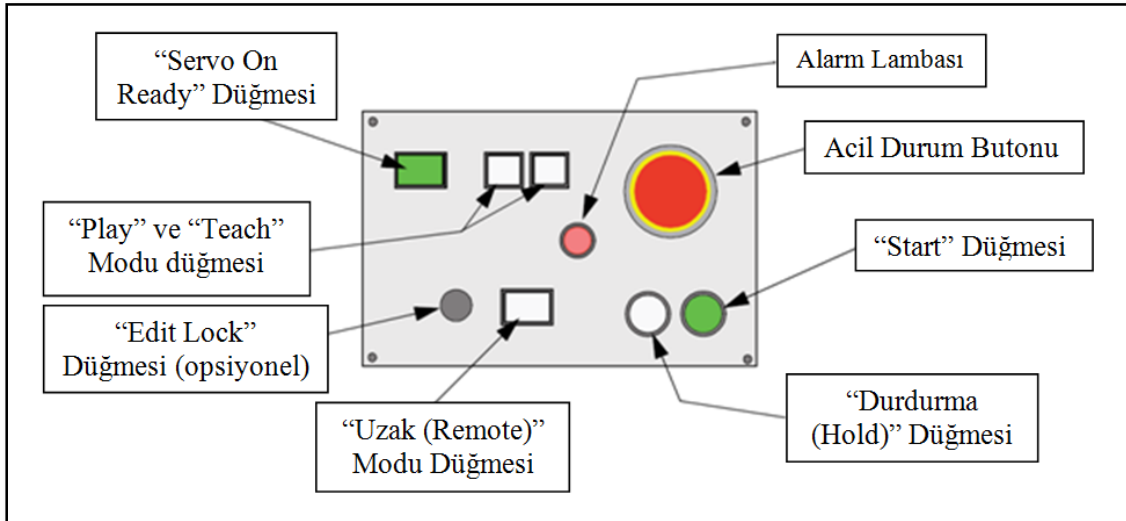 “Servo On
Ready” Düğmesi
Alarm Lambası
Acil Durum Butonu
“Play” ve “Teach”
Modu düğmesi
“Start” Düğmesi
“Edit Lock”
Düğmesi (opsiyonel)
“Uzak (Remote)”
Modu Düğmesi
“Durdurma
(Hold)” Düğmesi